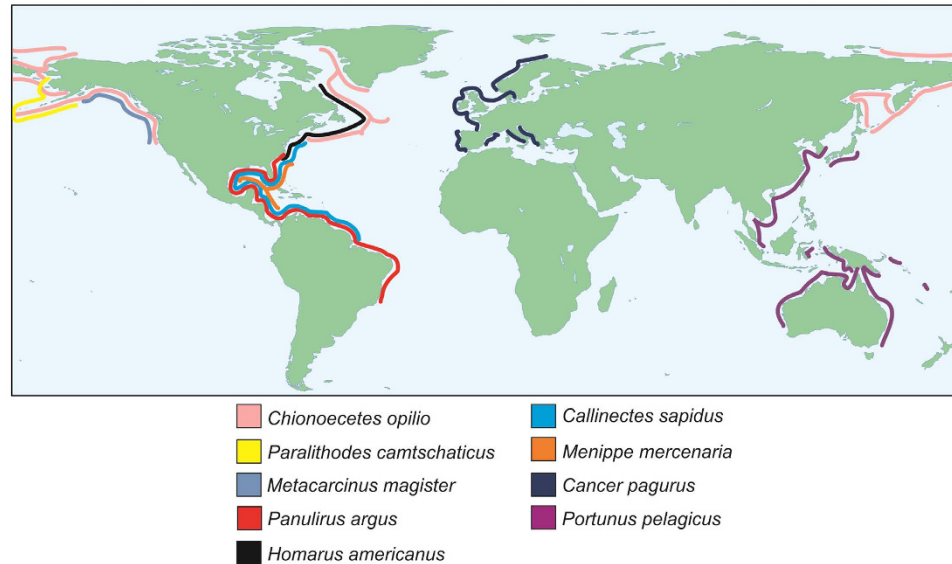 Chionoecetes opilio
Paralithodes camtschaticus
Metacarcinus magister
Panulirus argus
Homarus americanus
Callinectes sapidus
Menippe mercenaria
Cancer pagurus
Portunus pelagicus